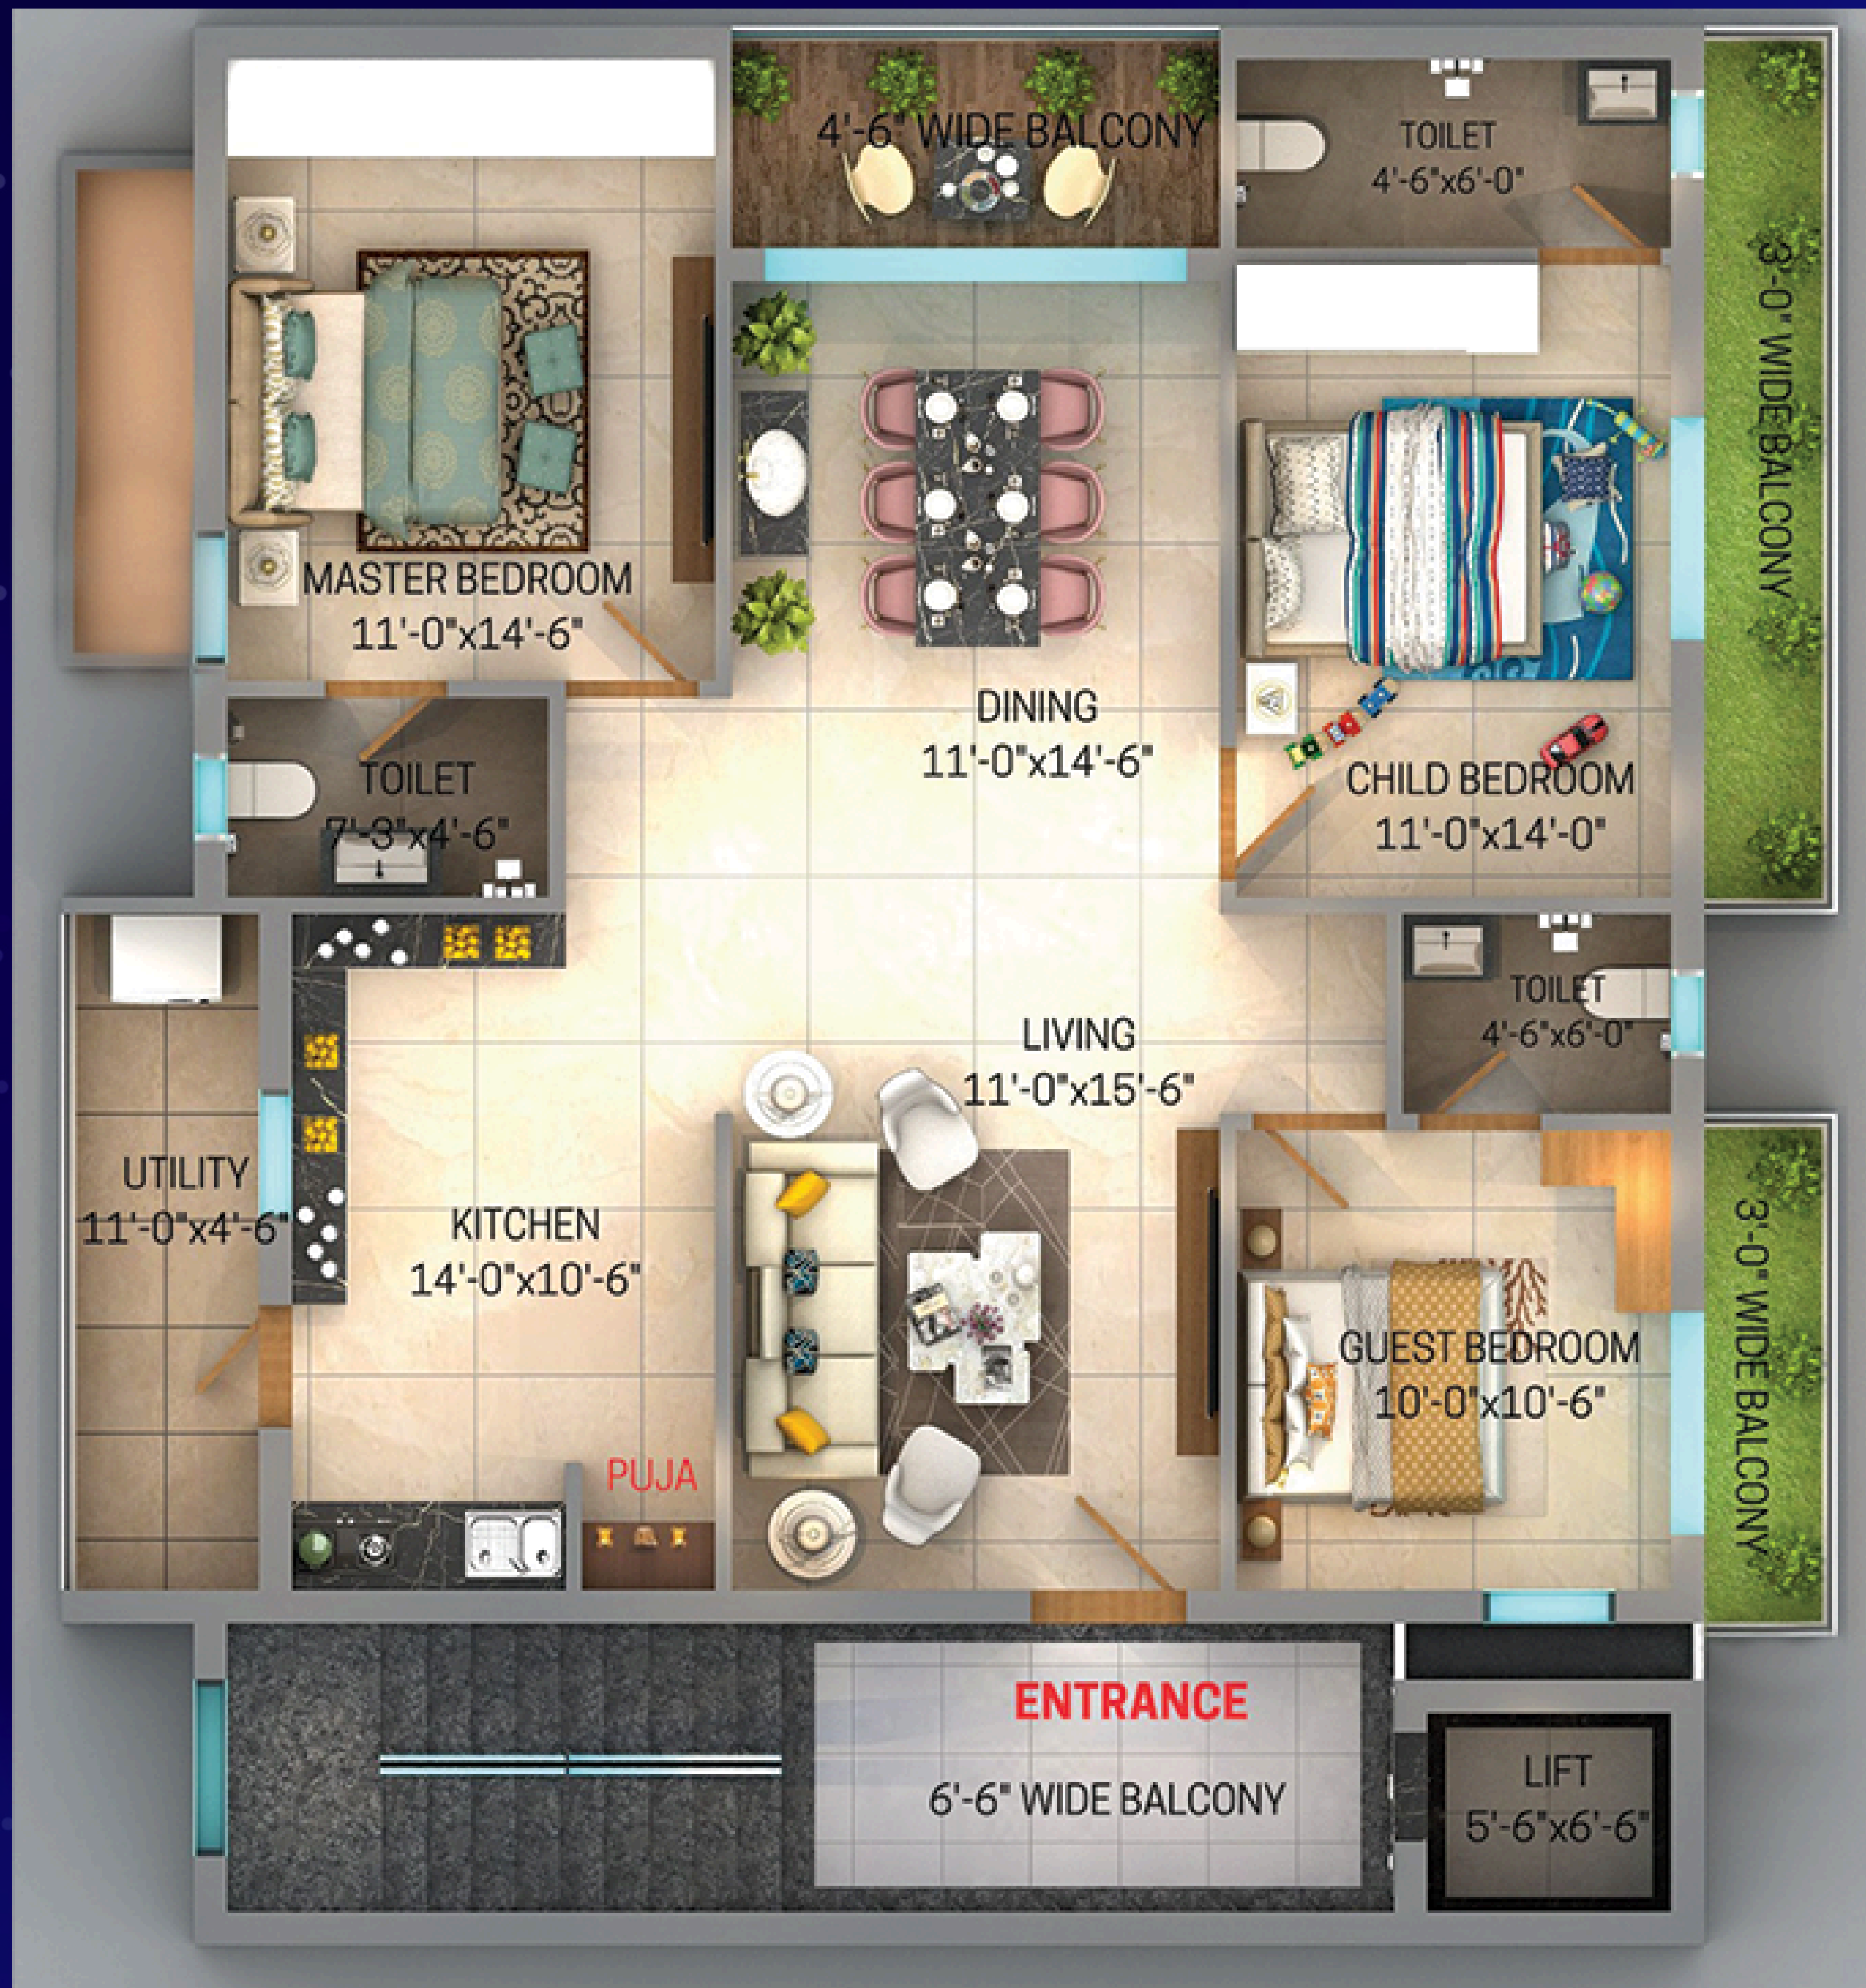 4'-6" WIDE BALCONY
TOILET
4'-6"x6'-0"
3'-0" WIDE BALCONY
MASTER BEDROOM
11'-0"x14'-6"
DINING
11'-0"x14'-6"
TOILET
7'-3"x4'-6"
CHILD BEDROOM
11'-0"x14'-0"
TOILET
4'-6"x6'-0"
LIVING
11'-0"x15'-6"
UTILITY
11'-0"x4'-6"
KITCHEN
14'-0"x10'-6"
GUEST BEDROOM
10'-0"x10'-6"
3'-0" WIDE BALCONY
PUJA
ENTRANCE
6'-6" WIDE BALCONY
LIFT
5'-6"x6'-6"